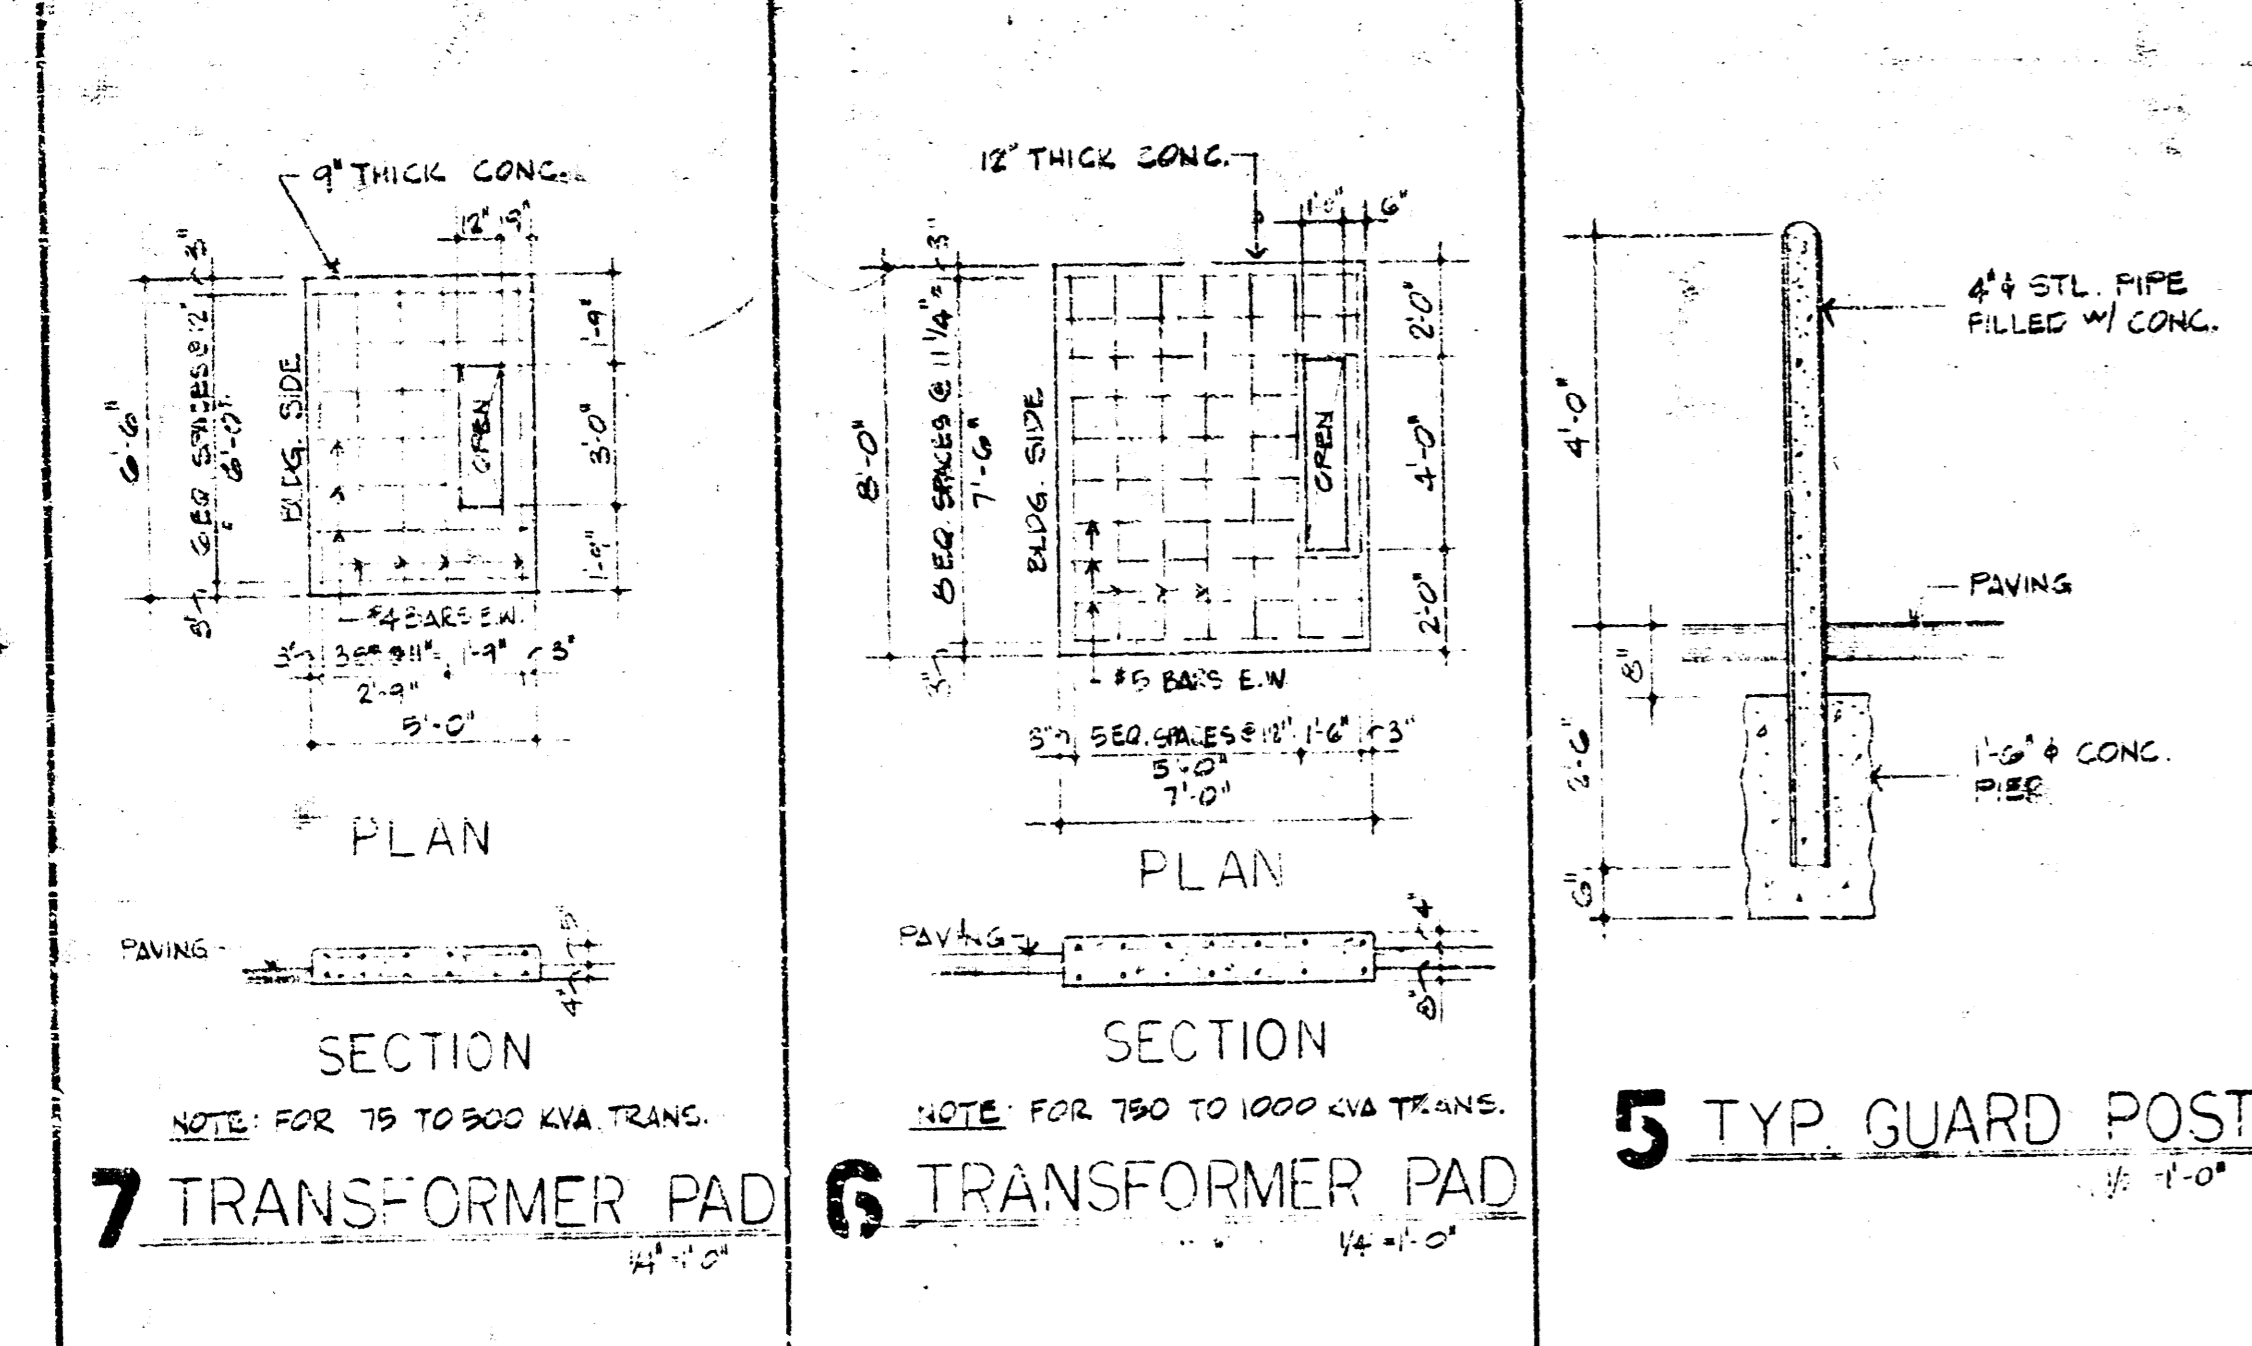 9" THICK CONC.
12" 9"
3"
6'-6"
6 EQ. SPACES @ 12"
6'-0"
BLDG. SIDE
OPEN
1'-9"
3'-0"
1'-9"
3"
#4 BARS E.W.
3" 3 @ 11"= 1'-9" 3"
2'-9"
5'-0"
PLAN
PAVING
5"
4"
SECTION
NOTE: FOR 75 TO 500 KVA. TRANS.
7 TRANSFORMER PAD
1/4"=1'-0"
12" THICK CONC.
1'-0" 6"
3"
8'-0"
8 EQ. SPACES @ 11 1/4"=
7'-6"
BLDG. SIDE
OPEN
2'-0"
4'-0"
2'-0"
3"
#5 BARS E.W.
3" 5 EQ. SPACES @ 12" 1'-6" 3"
5'-0"
7'-0"
PLAN
PAVING
4"
8"
SECTION
NOTE: FOR 750 TO 1000 KVA TRANS.
6 TRANSFORMER PAD
1/4"=1'-0"
4"ϕ STL. PIPE
FILLED W/ CONC.
4'-0"
PAVING
8"
2'-6"
1'-6"ϕ CONC.
PIER
6"
5 TYP. GUARD POST
=1'-0"